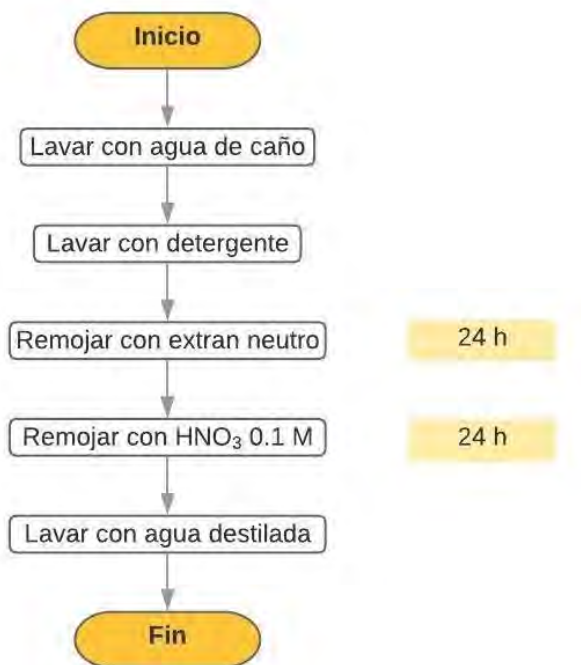 Inicio
Lavar con agua de caño
Lavar con detergente
Remojar con extran neutro
24 h
Remojar con HNO₃ 0.1 M
24 h
Lavar con agua destilada
Fin